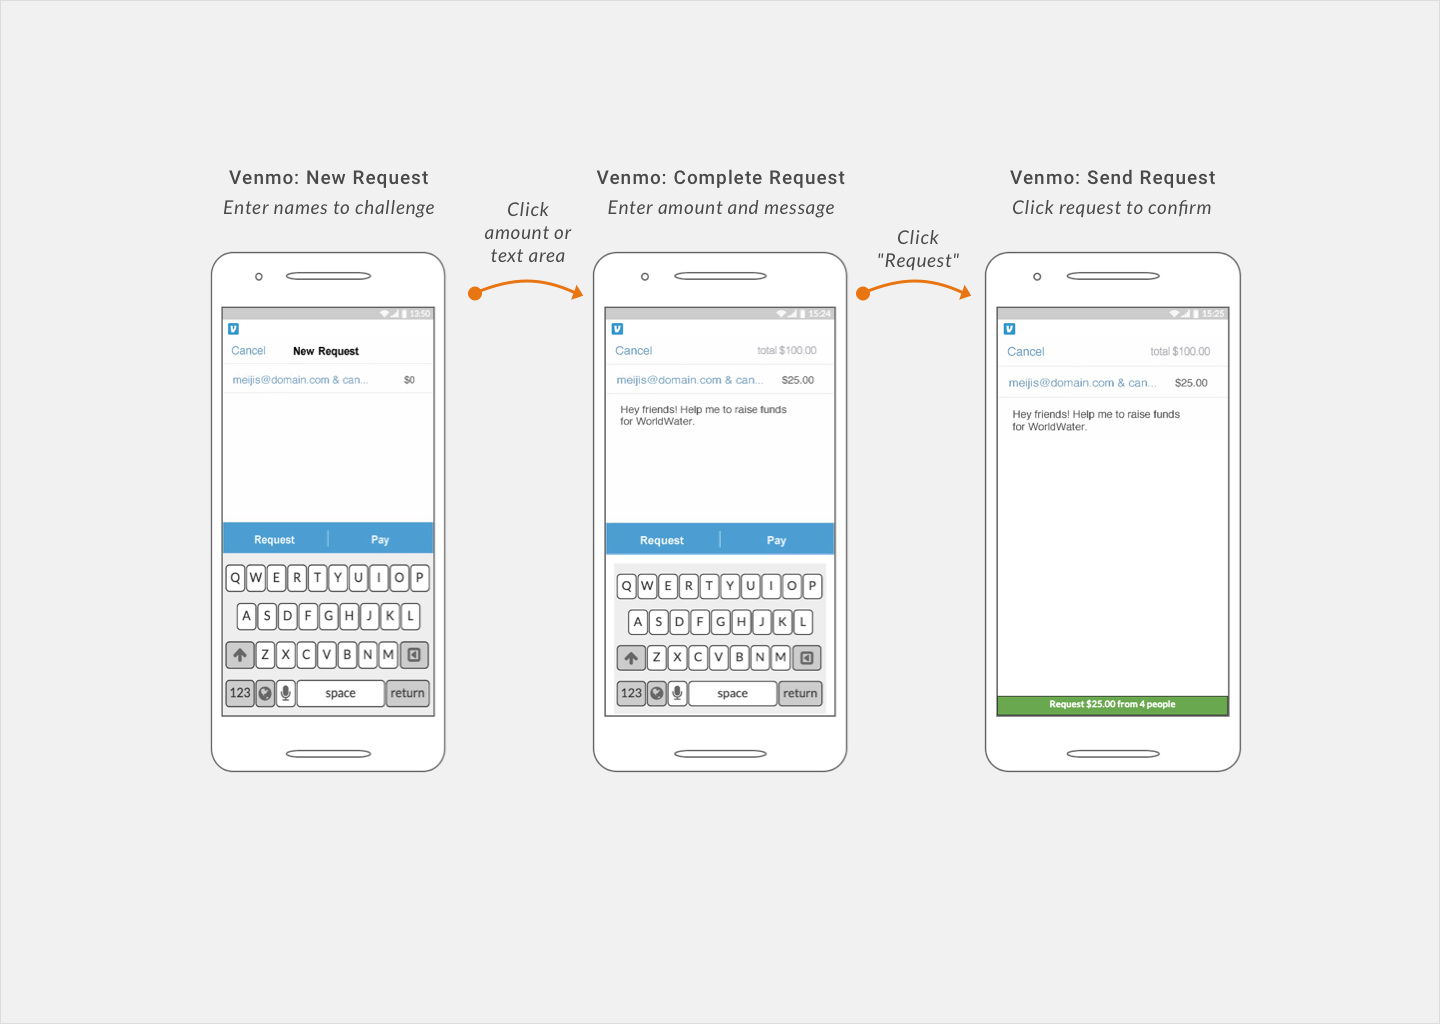 Venmo: New Request
Enter names to challenge
Click
amount or
text area
Venmo: Complete Request
Enter amount and message
Click
"Request"
Venmo: Send Request
Click request to confirm
13:50
V
Cancel New Request
meijis@domain.com & can... $0
Request Pay
Q W E R T Y U I O P
A S D F G H J K L
Z X C V B N M
123 space return
15:24
V
Cancel total $100.00
meijis@domain.com & can... $25.00
Hey friends! Help me to raise funds
for WorldWater.
Request Pay
Q W E R T Y U I O P
A S D F G H J K L
Z X C V B N M
123 space return
15:25
V
Cancel total $100.00
meijis@domain.com & can... $25.00
Hey friends! Help me to raise funds
for WorldWater.
Request $25.00 from 4 people